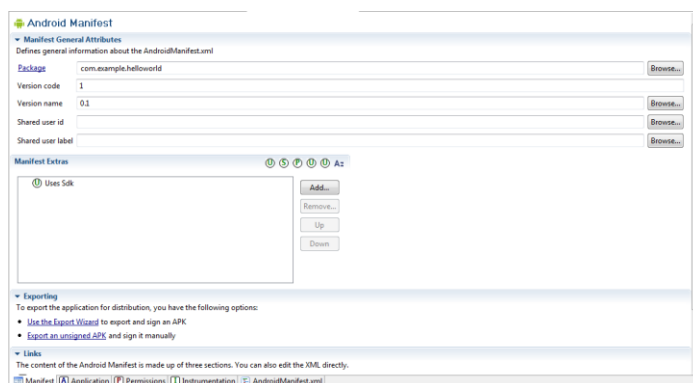 Android Manifest
Manifest General Attributes
Defines general information about the AndroidManifest.xml
Package com.example.helloworld Browse...
Version code 1
Version name 0.1 Browse...
Shared user id Browse...
Shared user label Browse...
Manifest Extras U S P U U Az
U Uses Sdk
Add...
Remove...
Up
Down
Exporting
To export the application for distribution, you have the following options:
Use the Export Wizard to export and sign an APK
Export an unsigned APK and sign it manually
Links
The content of the Android Manifest is made up of three sections. You can also edit the XML directly.
Manifest A Application P Permissions I Instrumentation AndroidManifest.xml